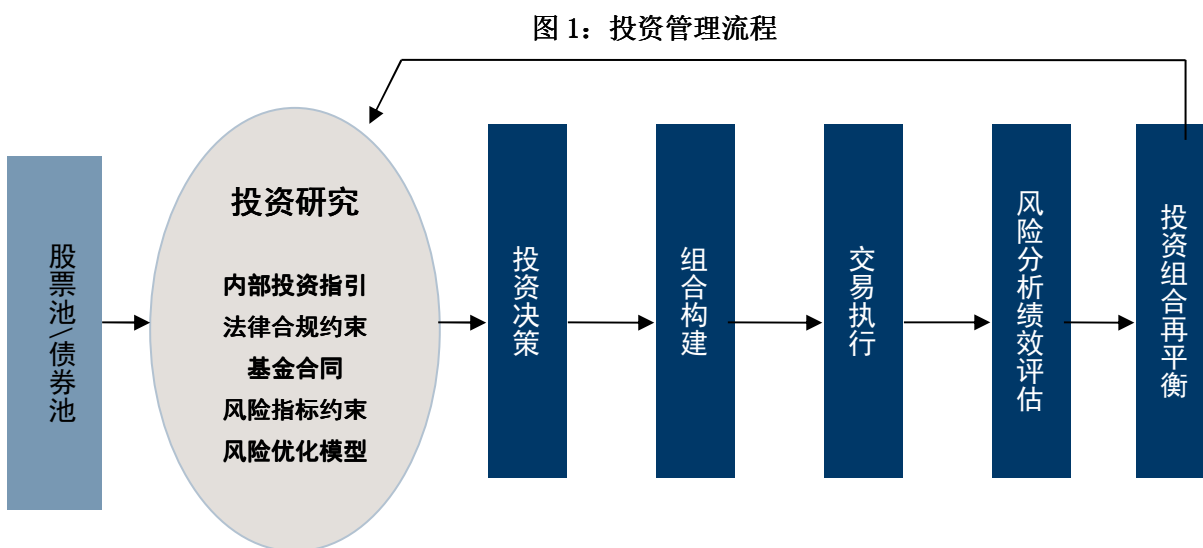 图 1：投资管理流程
股票池/债券池
投资研究
内部投资指引
法律合规约束
基金合同
风险指标约束
风险优化模型
投资决策
组合构建
交易执行
风险分析绩效评估
投资组合再平衡